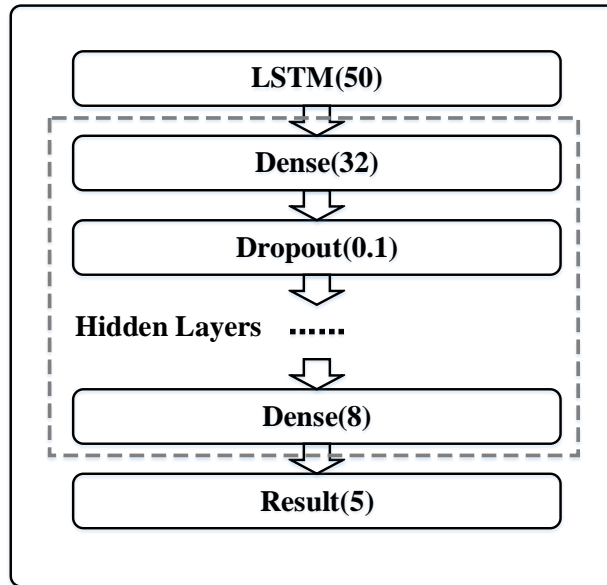 LSTM(50)
Dense(32)
Dropout(0.1)
Hidden Layers ......
Dense(8)
Result(5)